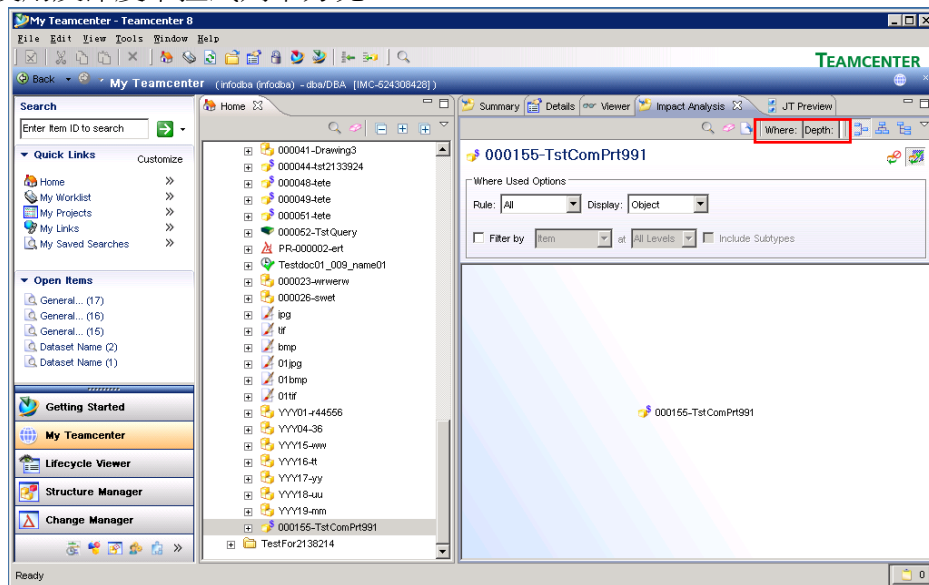 My Teamcenter - Teamcenter 8
File Edit View Tools Window Help
TEAMCENTER
Back My Teamcenter ( infodba (infodba) - dba/DBA [IMC-624308428] )
Search
Enter Item ID to search
Quick Links Customize
Home
My Worklist
My Projects
My Links
My Saved Searches
Open Items
General... (17)
General... (16)
General... (15)
Dataset Name (2)
Dataset Name (1)
Getting Started
My Teamcenter
Lifecycle Viewer
Structure Manager
Change Manager
Home
000041-Drawing3
000044-tst2133924
000048-tete
000049-tete
000051-tete
000052-TstQuery
PR-000002-ert
Testdoc01_009_name01
000023-wrwerw
000026-swet
jpg
tif
bmp
01jpg
01bmp
01tif
YYY01-r44556
YYY04-36
YYY15-ww
YYY16-tt
YYY17-yy
YYY18-uu
YYY19-mm
000155-TstComPrt991
TestFor2138214
Summary Details Viewer Impact Analysis JT Preview
Where: Depth:
000155-TstComPrt991
Where Used Options
Rule: All Display: Object
Filter by Item at All Levels Include Subtypes
000155-TstComPrt991
Ready 0